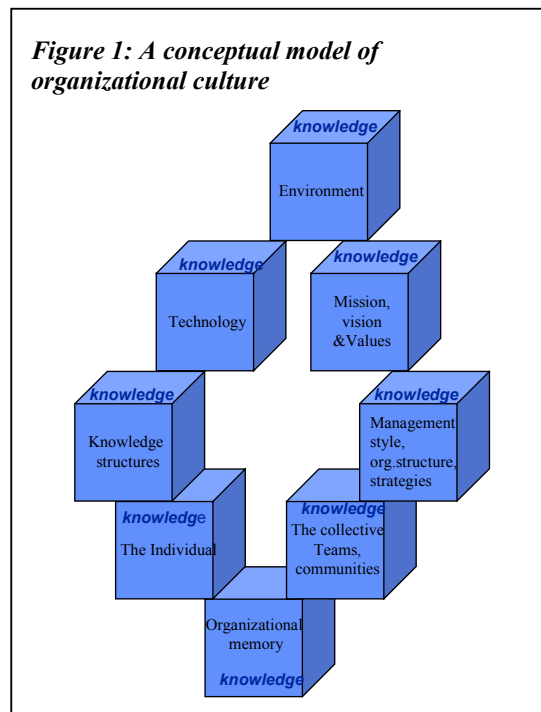 Figure 1: A conceptual model of
organizational culture
knowledge
Environment
knowledge
Technology
knowledge
Mission,
vision
&Values
knowledge
Knowledge
structures
knowledge
Management
style,
org.structure,
strategies
knowledge
The Individual
knowledge
The collective
Teams,
communities
Organizational
memory
knowledge